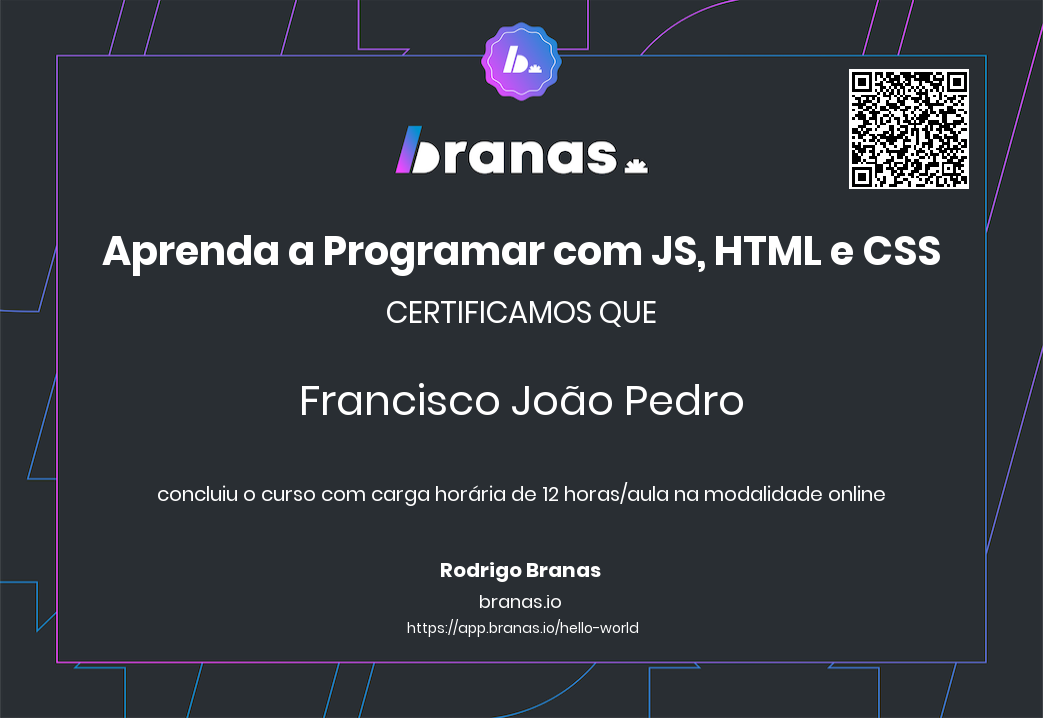 branas
Aprenda a Programar com JS, HTML e CSS
CERTIFICAMOS QUE
Francisco João Pedro
concluiu o curso com carga horária de 12 horas/aula na modalidade online
Rodrigo Branas
branas.io
https://app.branas.io/hello-world